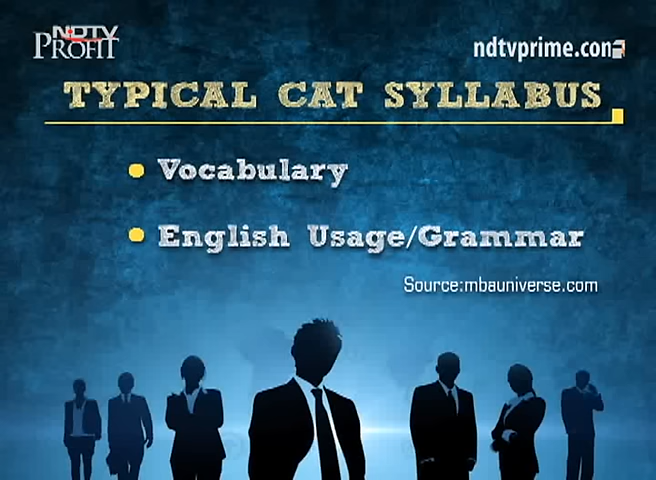 NDTV
PROFIT
ndtvprime.com
TYPICAL CAT SYLLABUS
Vocabulary
English Usage/Grammar
Source:mbauniverse.com